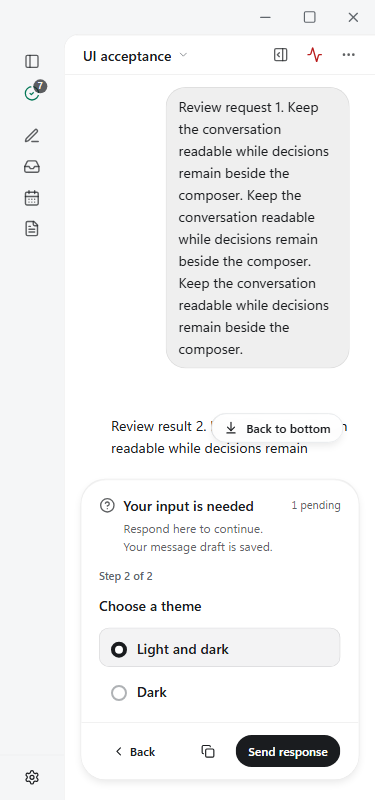 UI acceptance
7
Review request 1. Keep
the conversation
readable while decisions
remain beside the
composer. Keep the
conversation readable
while decisions remain
beside the composer.
Keep the conversation
readable while decisions
remain beside the
composer.
Review result 2.
Back to bottom
readable while decisions remain
Your input is needed
1 pending
Respond here to continue.
Your message draft is saved.
Step 2 of 2
Choose a theme
Light and dark
Dark
Back
Send response